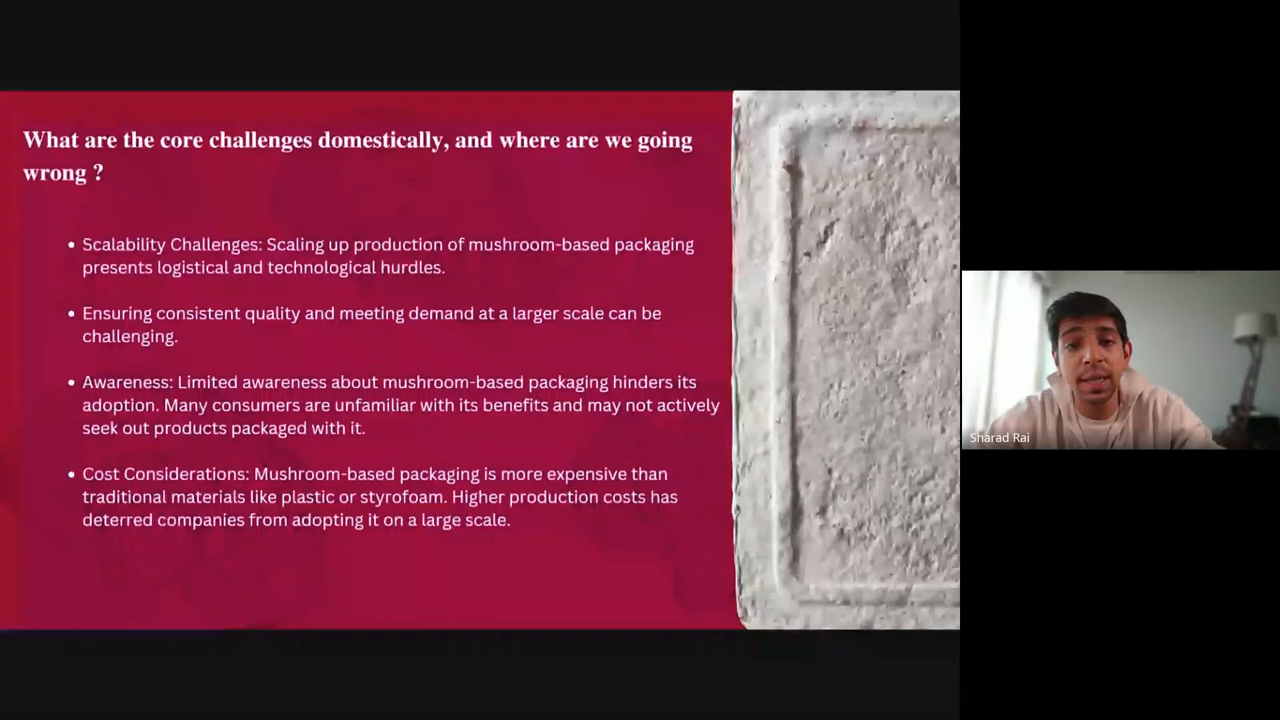 What are the core challenges domestically, and where are we going
wrong ?
• Scalability Challenges: Scaling up production of mushroom-based packaging
presents logistical and technological hurdles.
• Ensuring consistent quality and meeting demand at a larger scale can be
challenging.
• Awareness: Limited awareness about mushroom-based packaging hinders its
adoption. Many consumers are unfamiliar with its benefits and may not actively
seek out products packaged with it.
• Cost Considerations: Mushroom-based packaging is more expensive than
traditional materials like plastic or styrofoam. Higher production costs has
deterred companies from adopting it on a large scale.
Sharad Rai